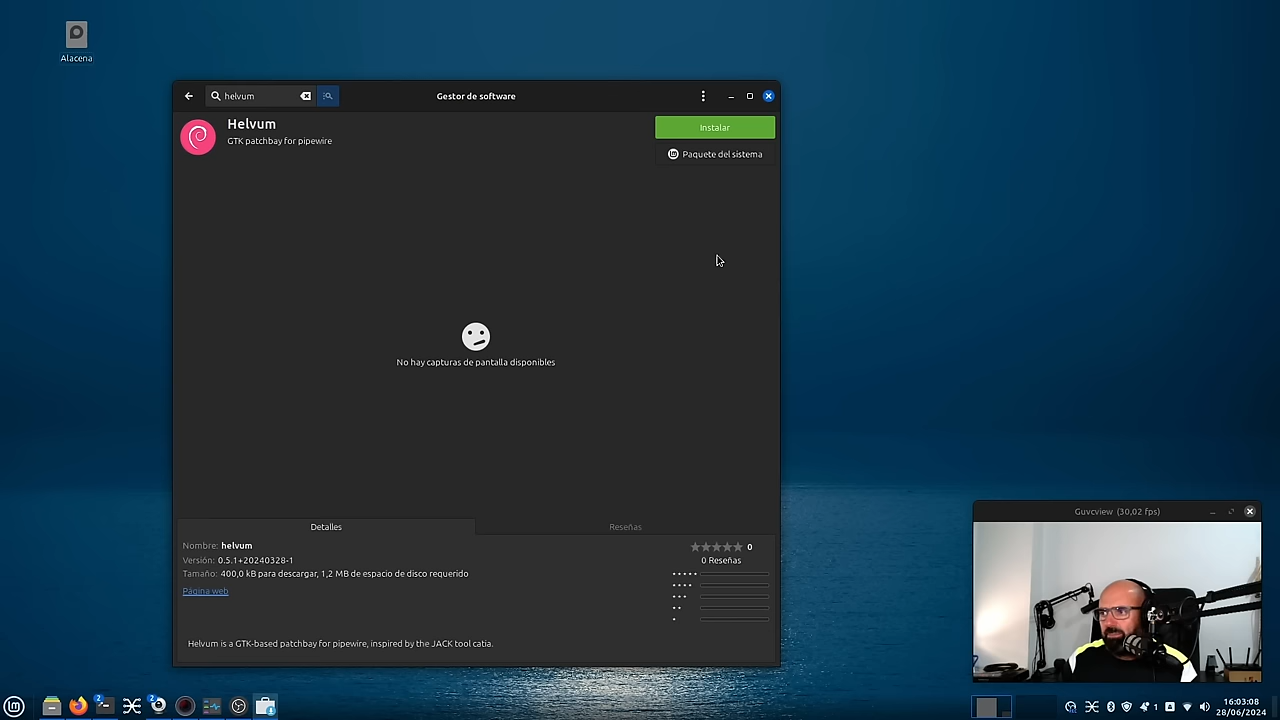 Alacena
helvum
Gestor de software
Helvum
GTK patchbay for pipewire
Instalar
Paquete del sistema
No hay capturas de pantalla disponibles
Detalles
Reseñas
Nombre: helvum
Versión: 0.5.1+20240328-1
Tamaño: 400,0 kB para descargar, 1,2 MB de espacio de disco requerido
Página web
0
0 Reseñas
Helvum is a GTK-based patchbay for pipewire, inspired by the JACK tool catia.
Guvcview (30,02 fps)
2
2
1
16:03:08
28/06/2024